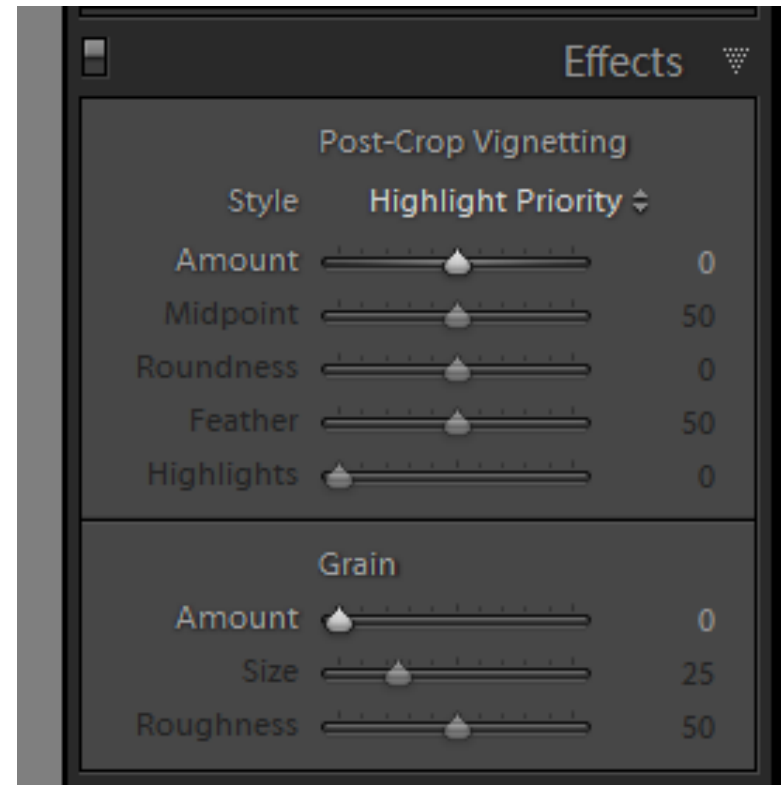 Effects
Post-Crop Vignetting
Style Highlight Priority
Amount 0
Midpoint 50
Roundness 0
Feather 50
Highlights 0
Grain
Amount 0
Size 25
Roughness 50